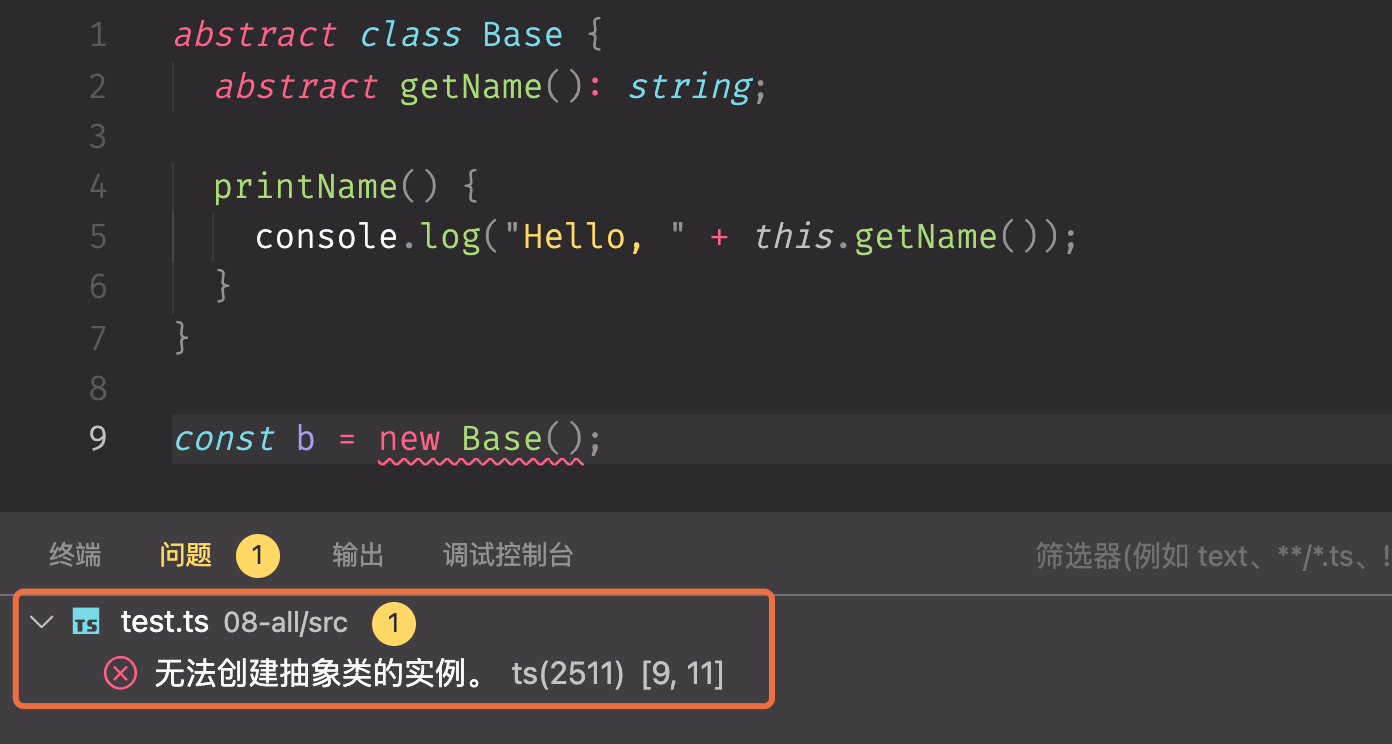 1 abstract class Base {
2 abstract getName(): string;
3
4 printName() {
5 console.log("Hello, " + this.getName());
6 }
7 }
8
9 const b = new Base();
终端 问题 1 输出 调试控制台 筛选器(例如 text、**/*.ts、!
TS test.ts 08-all/src 1
无法创建抽象类的实例。 ts(2511) [9, 11]